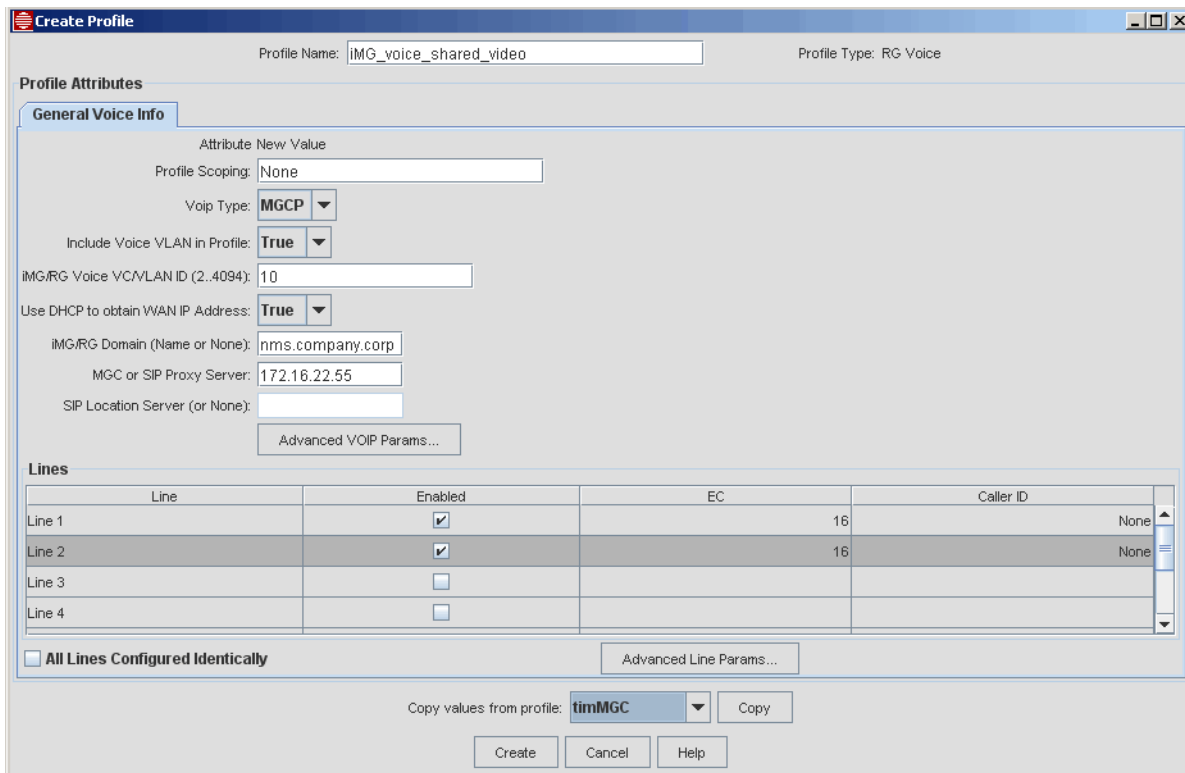 Create Profile
Profile Name: iMG_voice_shared_video Profile Type: RG Voice
Profile Attributes
General Voice Info
Attribute New Value
Profile Scoping: None
Voip Type: MGCP
Include Voice VLAN in Profile: True
iMG/RG Voice VC/VLAN ID (2..4094): 10
Use DHCP to obtain WAN IP Address: True
iMG/RG Domain (Name or None): nms.company.corp
MGC or SIP Proxy Server: 172.16.22.55
SIP Location Server (or None):
Advanced VOIP Params...
Lines
Line Enabled EC Caller ID
Line 1 16 None
Line 2 16 None
Line 3
Line 4
All Lines Configured Identically Advanced Line Params...
Copy values from profile: timMGC Copy
Create Cancel Help